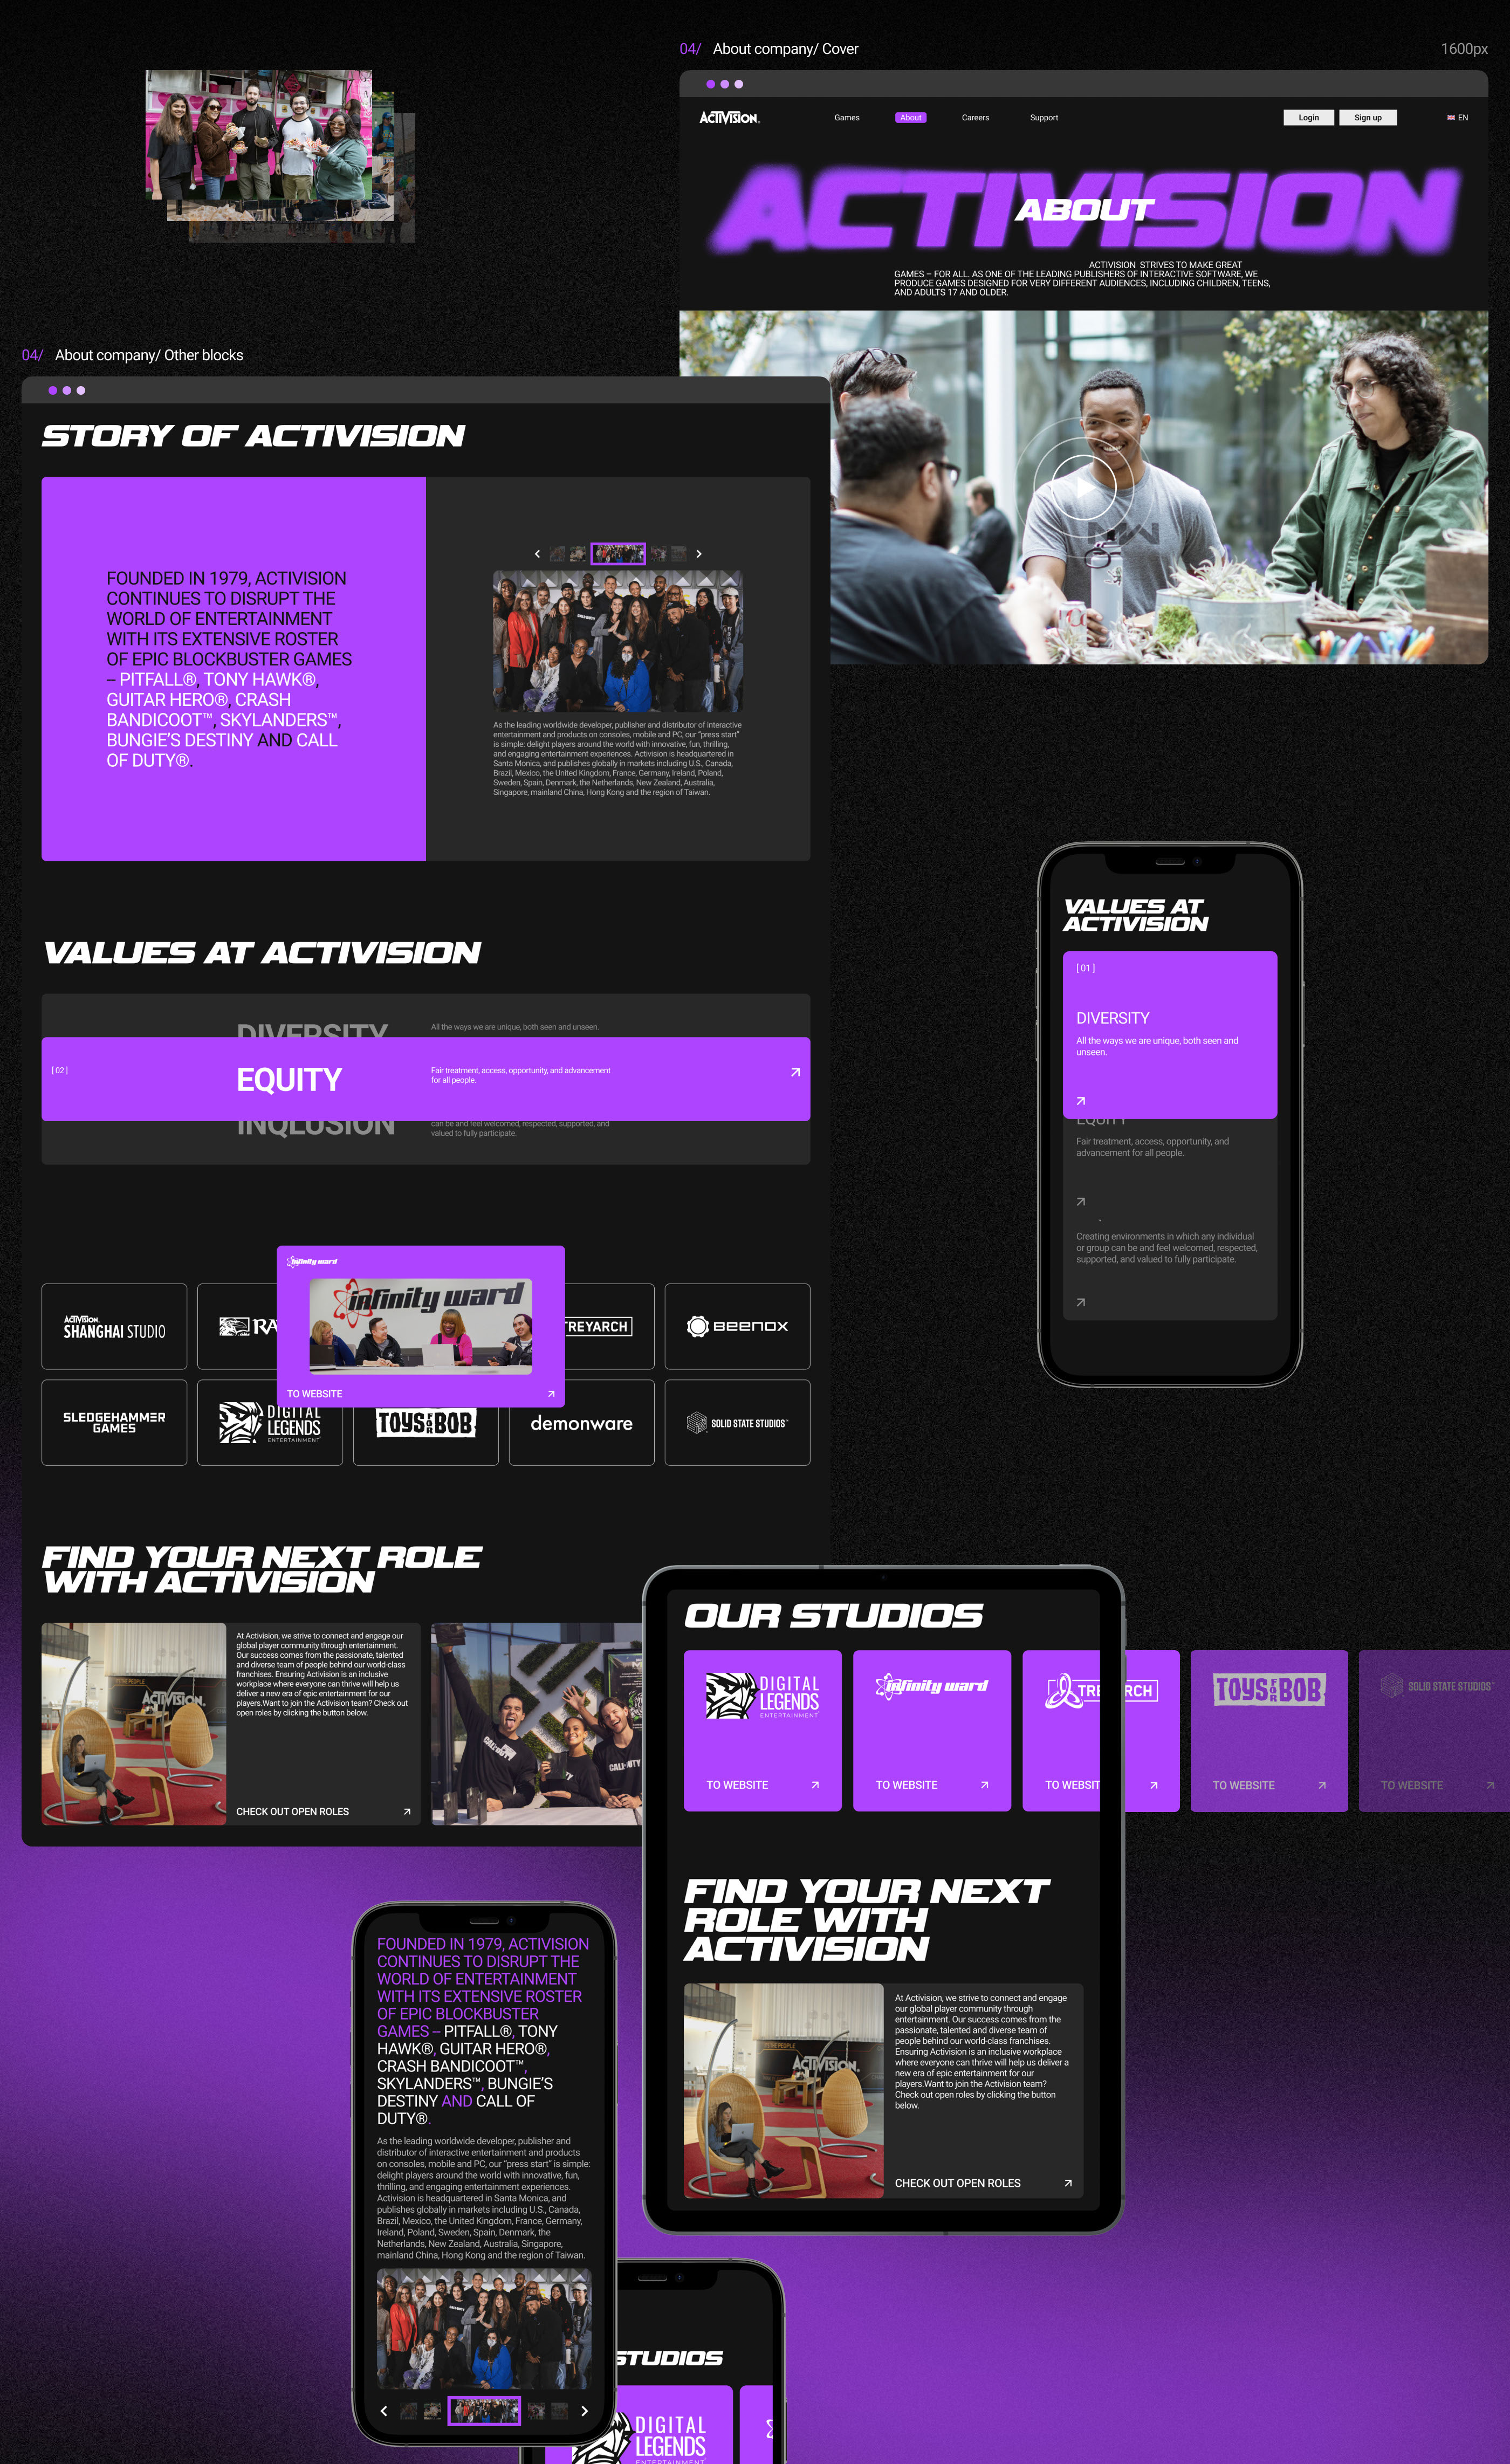 04/ About company/ Cover
1600px
ACTIVISION
Games
About
Careers
Support
Login
Sign up
EN
ACTIVISION
ABOUT
ACTIVISION STRIVES TO MAKE GREAT
GAMES – FOR ALL. AS ONE OF THE LEADING PUBLISHERS OF INTERACTIVE SOFTWARE, WE
PRODUCE GAMES DESIGNED FOR VERY DIFFERENT AUDIENCES, INCLUDING CHILDREN, TEENS,
AND ADULTS 17 AND OLDER.
04/ About company/ Other blocks
STORY OF ACTIVISION
FOUNDED IN 1979, ACTIVISION
CONTINUES TO DISRUPT THE
WORLD OF ENTERTAINMENT
WITH ITS EXTENSIVE ROSTER
OF EPIC BLOCKBUSTER GAMES
– PITFALL®, TONY HAWK®,
GUITAR HERO®, CRASH
BANDICOOT™, SKYLANDERS™,
BUNGIE'S DESTINY AND CALL
OF DUTY®.
As the leading worldwide developer, publisher and distributor of interactive
entertainment and products on consoles, mobile and PC, our “press start”
is simple: delight players around the world with innovative, fun, thrilling,
and engaging entertainment experiences. Activision is headquartered in
Santa Monica, and publishes globally in markets including U.S., Canada,
Brazil, Mexico, the United Kingdom, France, Germany, Ireland, Poland,
Sweden, Spain, Denmark, the Netherlands, New Zealand, Australia,
Singapore, mainland China, Hong Kong and the region of Taiwan.
VALUES AT ACTIVISION
DIVERSITY
All the ways we are unique, both seen and unseen.
[ 02 ]
EQUITY
Fair treatment, access, opportunity, and advancement
for all people.
INQLUSION
can be and feel welcomed, respected, supported, and
valued to fully participate.
VALUES AT
ACTIVISION
[ 01 ]
DIVERSITY
All the ways we are unique, both seen and
unseen.
EQUITY
Fair treatment, access, opportunity, and
advancement for all people.
Creating environments in which any individual
or group can be and feel welcomed, respected,
supported, and valued to fully participate.
infinity ward
infinity ward
TO WEBSITE
ACTIVISION
SHANGHAI STUDIO
RA
TREYARCH
BEENOX
SLEDGEHAMMER
GAMES
DIGITAL
LEGENDS
ENTERTAINMENT
TOYS FOR BOB
demonware
SOLID STATE STUDIOS™
FIND YOUR NEXT ROLE
WITH ACTIVISION
ACTIVISION
At Activision, we strive to connect and engage our
global player community through entertainment.
Our success comes from the passionate, talented
and diverse team of people behind our world-class
franchises. Ensuring Activision is an inclusive
workplace where everyone can thrive will help us
deliver a new era of epic entertainment for our
players.Want to join the Activision team? Check out
open roles by clicking the button below.
CHECK OUT OPEN ROLES
CALL OF DUTY
OUR STUDIOS
DIGITAL
LEGENDS
ENTERTAINMENT
TO WEBSITE
infinity ward
TO WEBSITE
TREYARCH
TO WEBSIT
TOYS FOR BOB
TO WEBSITE
SOLID STATE STUDIOS™
TO WEBSITE
FIND YOUR NEXT
ROLE WITH
ACTIVISION
ACTIVISION
At Activision, we strive to connect and engage
our global player community through
entertainment. Our success comes from the
passionate, talented and diverse team of
people behind our world-class franchises.
Ensuring Activision is an inclusive workplace
where everyone can thrive will help us deliver a
new era of epic entertainment for our
players.Want to join the Activision team?
Check out open roles by clicking the button
below.
CHECK OUT OPEN ROLES
FOUNDED IN 1979, ACTIVISION
CONTINUES TO DISRUPT THE
WORLD OF ENTERTAINMENT
WITH ITS EXTENSIVE ROSTER
OF EPIC BLOCKBUSTER
GAMES – PITFALL®, TONY
HAWK®, GUITAR HERO®,
CRASH BANDICOOT™,
SKYLANDERS™, BUNGIE'S
DESTINY AND CALL OF
DUTY®.
As the leading worldwide developer, publisher and
distributor of interactive entertainment and products
on consoles, mobile and PC, our “press start” is simple:
delight players around the world with innovative, fun,
thrilling, and engaging entertainment experiences.
Activision is headquartered in Santa Monica, and
publishes globally in markets including U.S., Canada,
Brazil, Mexico, the United Kingdom, France, Germany,
Ireland, Poland, Sweden, Spain, Denmark, the
Netherlands, New Zealand, Australia, Singapore,
mainland China, Hong Kong and the region of Taiwan.
STUDIOS
DIGITAL
LEGENDS
ENTERTAINMENT